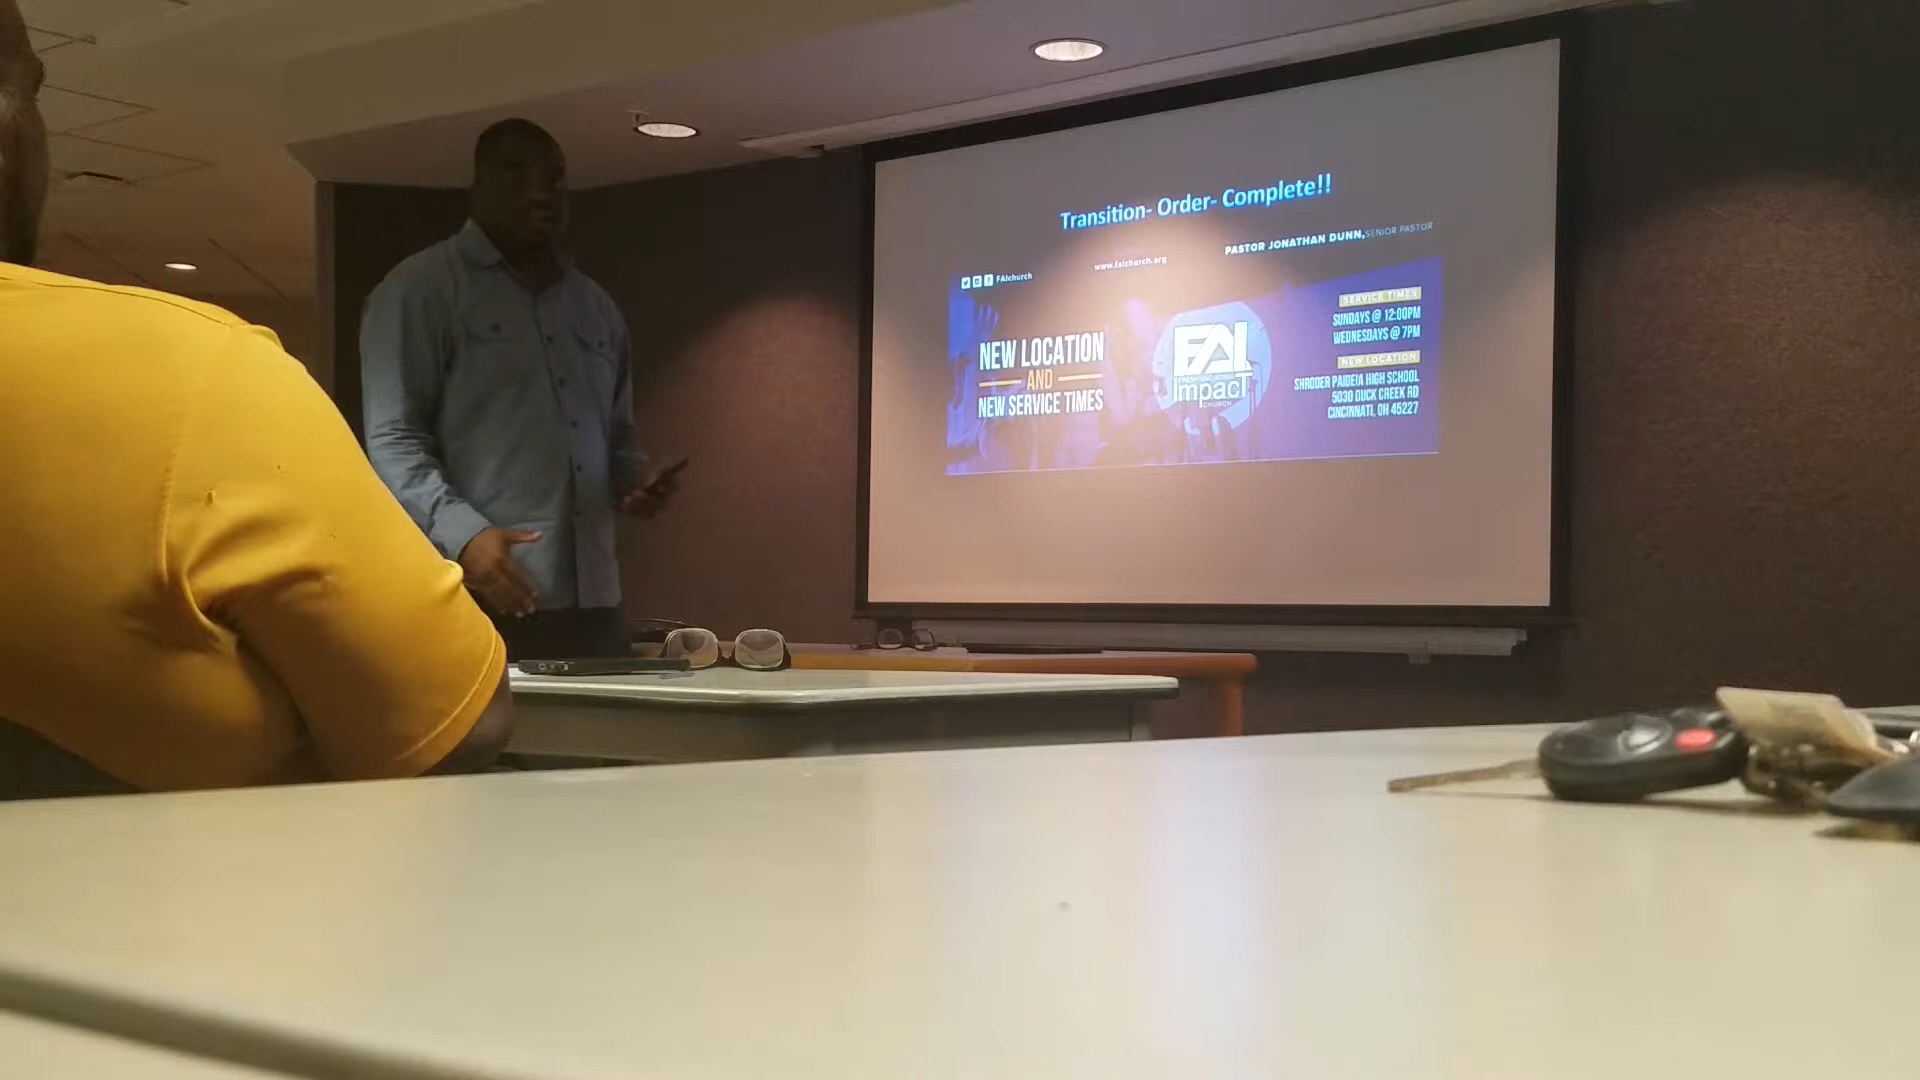 Transition- Order- Complete!!
PASTOR JONATHAN DUNN, SENIOR PASTOR
www.faichurch.org
FAIchurch
NEW LOCATION
AND
NEW SERVICE TIMES
FAI
Impact
CHURCH
SERVICE TIMES
SUNDAYS @ 12:00PM
WEDNESDAYS @ 7PM
NEW LOCATION
SHRODER PAIDEIA HIGH SCHOOL
5030 DUCK CREEK RD
CINCINNATI, OH 45227